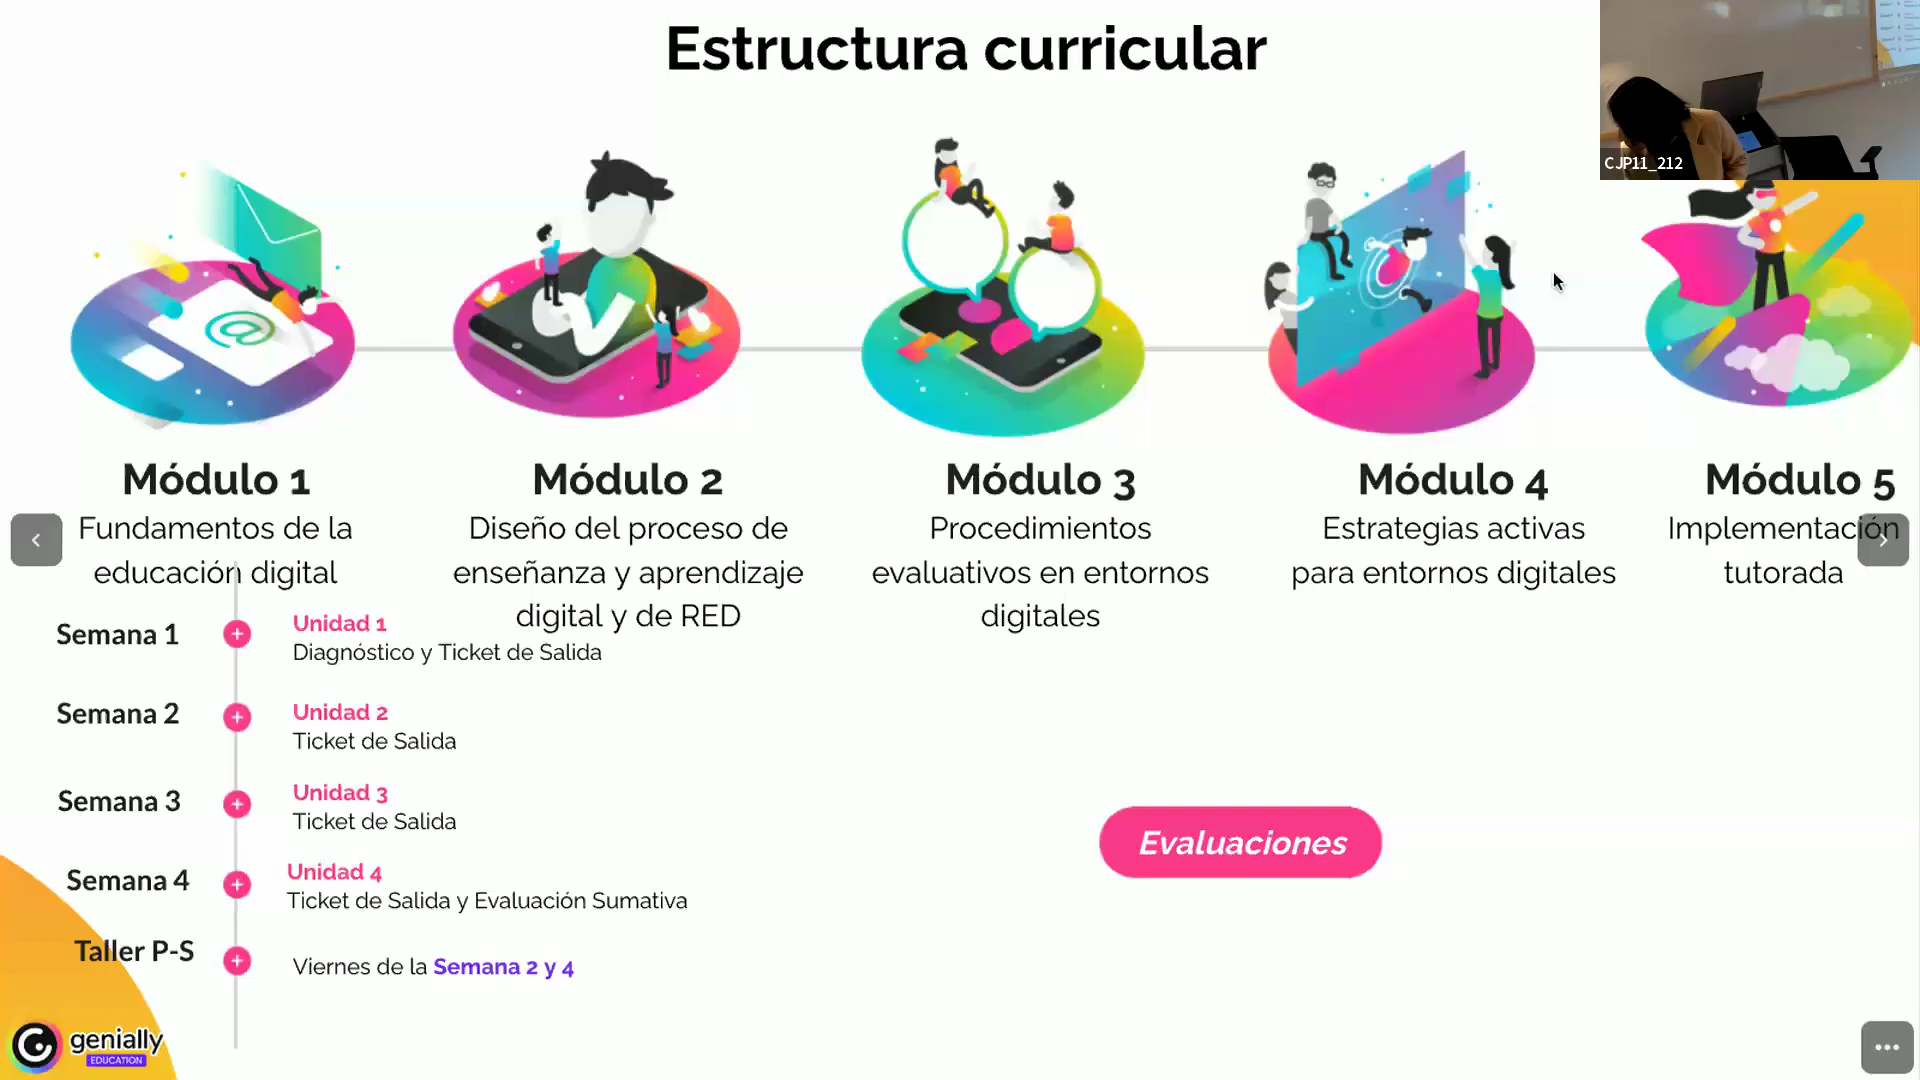 Estructura curricular
CJP11_212
@
Módulo 1
Fundamentos de la
educación digital
Módulo 2
Diseño del proceso de
enseñanza y aprendizaje
digital y de RED
Módulo 3
Procedimientos
evaluativos en entornos
digitales
Módulo 4
Estrategias activas
para entornos digitales
Módulo 5
Implementación
tutorada
Semana 1
Unidad 1
Diagnóstico y Ticket de Salida
Semana 2
Unidad 2
Ticket de Salida
Semana 3
Unidad 3
Ticket de Salida
Semana 4
Unidad 4
Ticket de Salida y Evaluación Sumativa
Taller P-S
Viernes de la Semana 2 y 4
Evaluaciones
genially
EDUCATION